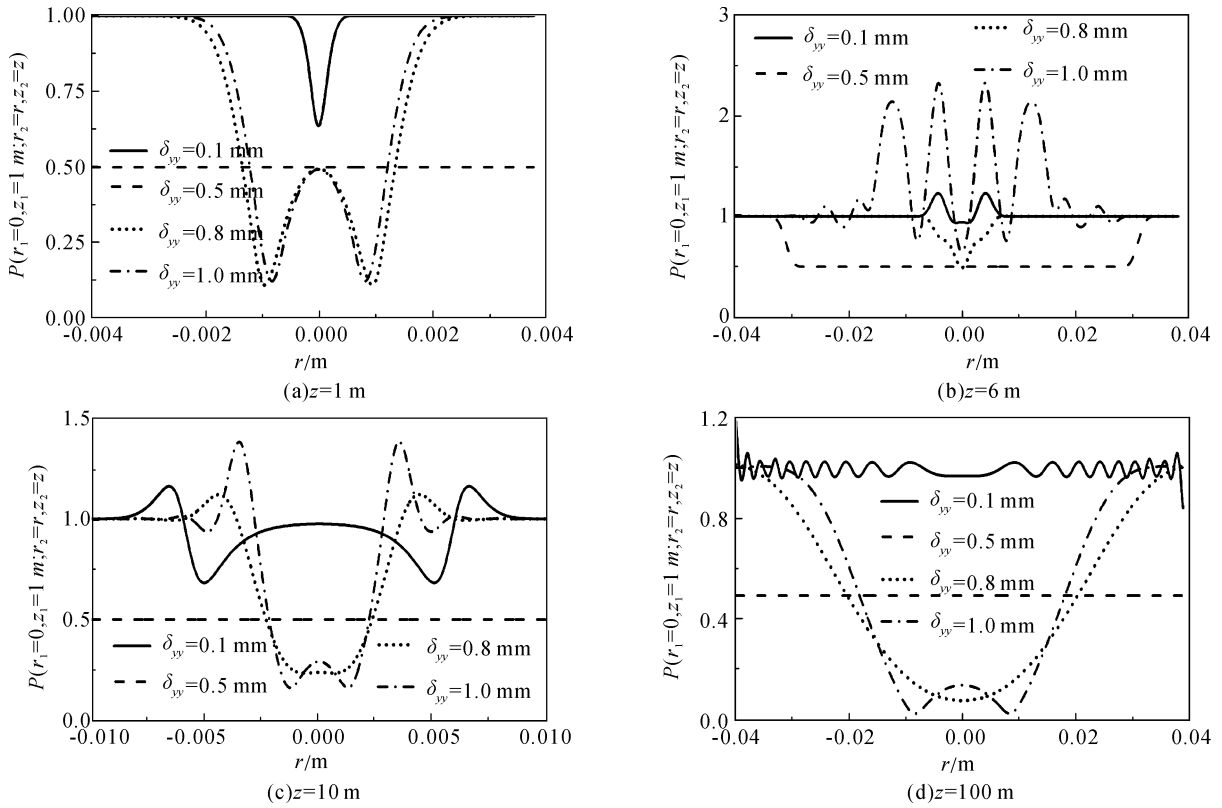 P(r₁=0,z₁=1 m;r₂=r,z₂=z)
1.00
0.75
0.50
0.25
0.00
δyy=0.1 mm
δyy=0.5 mm
δyy=0.8 mm
δyy=1.0 mm
-0.004
-0.002
0.000
0.002
0.004
r/m
(a)z=1 m
P(r₁=0,z₁=1 m;r₂=r,z₂=z)
3
2
1
0
δyy=0.1 mm
δyy=0.5 mm
δyy=0.8 mm
δyy=1.0 mm
-0.04
-0.02
0.00
0.02
0.04
r/m
(b)z=6 m
P(r₁=0,z₁=1 m;r₂=r,z₂=z)
1.5
1.0
0.5
0.0
δyy=0.1 mm
δyy=0.5 mm
δyy=0.8 mm
δyy=1.0 mm
-0.010
-0.005
0.000
0.005
0.010
r/m
(c)z=10 m
P(r₁=0,z₁=1 m;r₂=r,z₂=z)
1.2
0.8
0.4
0.0
δyy=0.1 mm
δyy=0.5 mm
δyy=0.8 mm
δyy=1.0 mm
-0.04
-0.02
0.00
0.02
0.04
r/m
(d)z=100 m